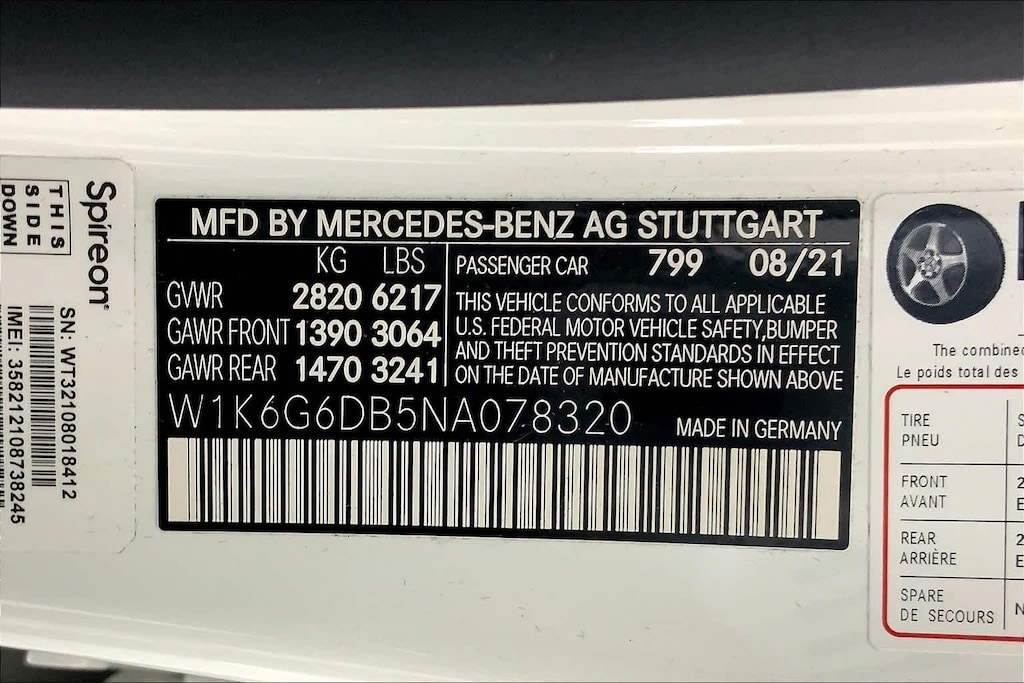 Spireon
THIS
SIDE
DOWN
SN: WT32108018412
IMEI: 358212108738245
MFD BY MERCEDES-BENZ AG STUTTGART
KG LBS
GVWR 2820 6217
GAWR FRONT 1390 3064
GAWR REAR 1470 3241
PASSENGER CAR 799 08/21
THIS VEHICLE CONFORMS TO ALL APPLICABLE
U.S. FEDERAL MOTOR VEHICLE SAFETY,BUMPER
AND THEFT PREVENTION STANDARDS IN EFFECT
ON THE DATE OF MANUFACTURE SHOWN ABOVE
W1K6G6DB5NA078320
MADE IN GERMANY
The combined
Le poids total des
TIRE
PNEU
FRONT
AVANT
REAR
ARRIÈRE
SPARE
DE SECOURS